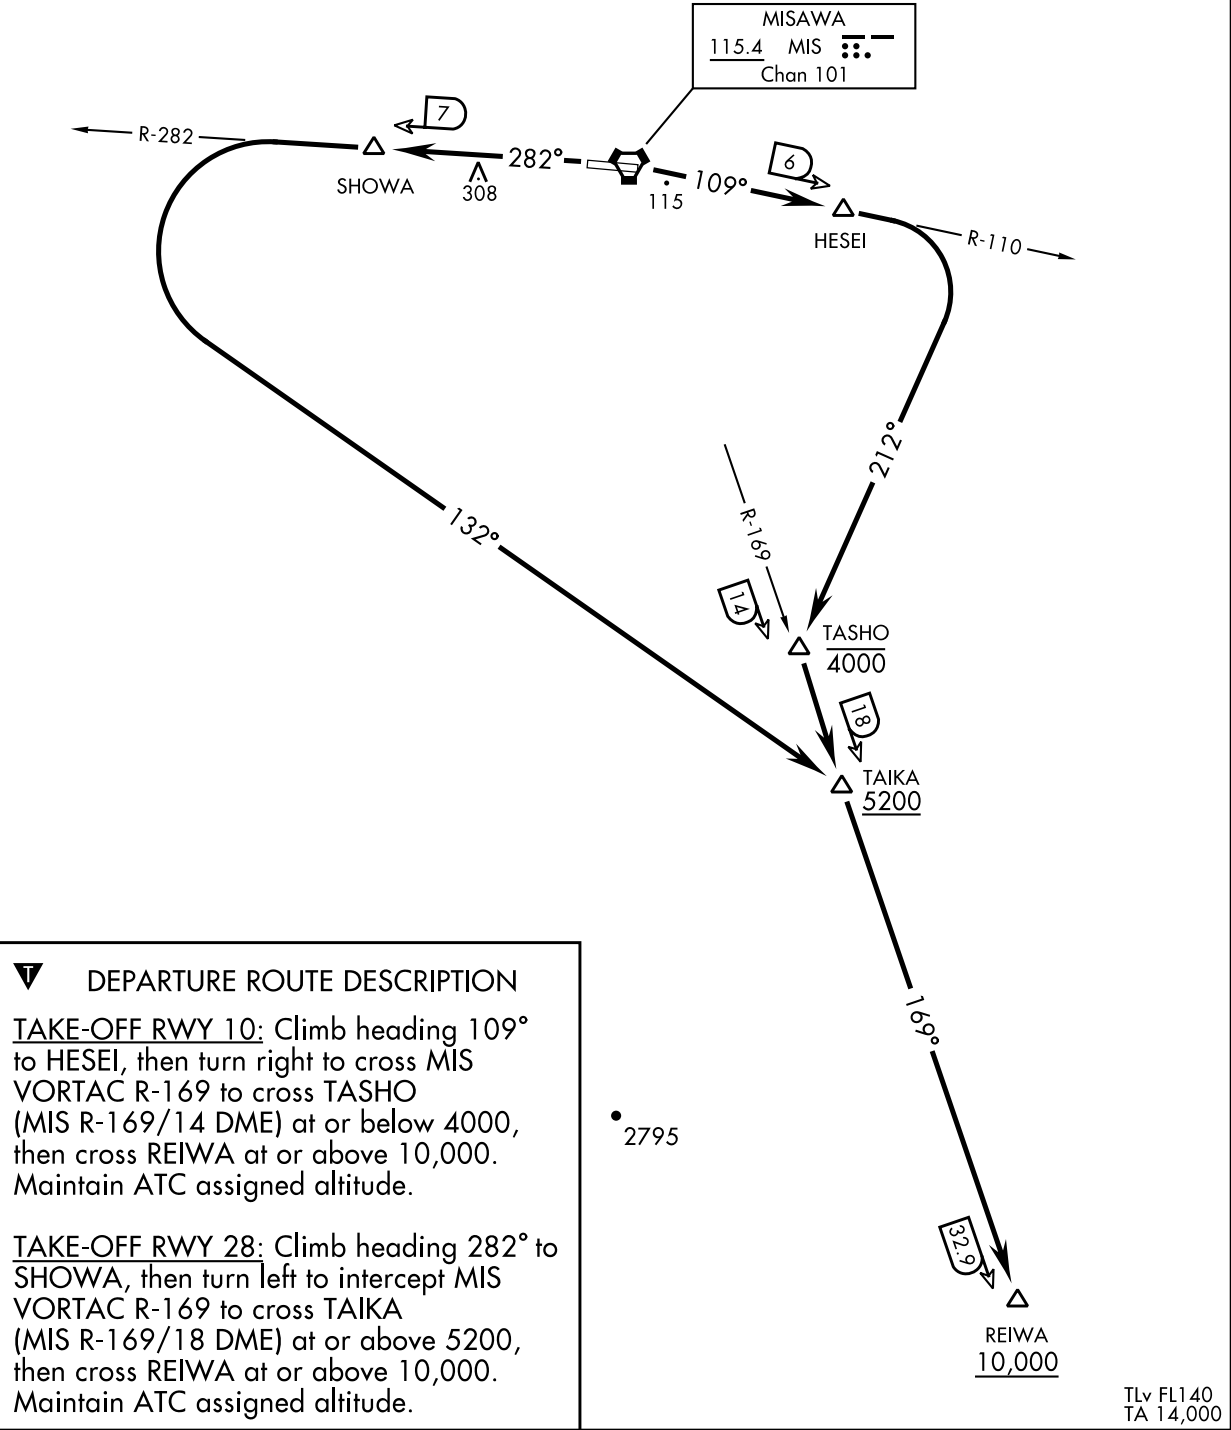 MISAWA
115.4 MIS
Chan 101
7
R-282
282°
6
SHOWA
308
109°
115
HESEI
R-110
212°
132°
R-169
14
TASHO
4000
18
TAIKA
5200
169°
T DEPARTURE ROUTE DESCRIPTION
TAKE-OFF RWY 10: Climb heading 109°
to HESEI, then turn right to cross MIS
VORTAC R-169 to cross TASHO
(MIS R-169/14 DME) at or below 4000,
then cross REIWA at or above 10,000.
Maintain ATC assigned altitude.
TAKE-OFF RWY 28: Climb heading 282° to
SHOWA, then turn left to intercept MIS
VORTAC R-169 to cross TAIKA
(MIS R-169/18 DME) at or above 5200,
then cross REIWA at or above 10,000.
Maintain ATC assigned altitude.
2795
32.9
REIWA
10,000
TLv FL140
TA 14,000